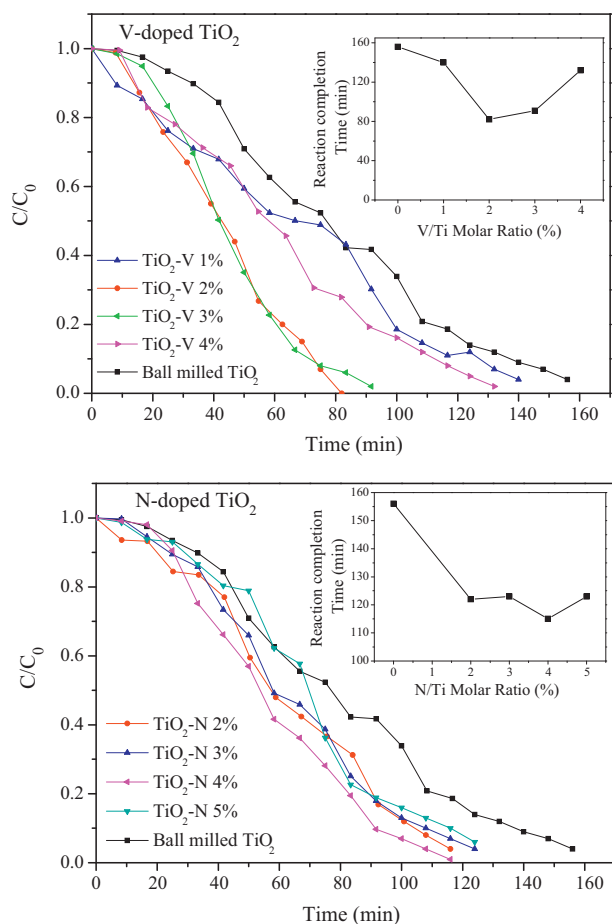 V-doped TiO2
1.0
0.8
0.6
0.4
0.2
0.0
C/C0
TiO2-V 1%
TiO2-V 2%
TiO2-V 3%
TiO2-V 4%
Ball milled TiO2
0 20 40 60 80 100 120 140 160
Time (min)
Reaction completion
Time (min)
160
120
80
40
0
0 1 2 3 4
V/Ti Molar Ratio (%)
N-doped TiO2
1.0
0.8
0.6
0.4
0.2
0.0
C/C0
TiO2-N 2%
TiO2-N 3%
TiO2-N 4%
TiO2-N 5%
Ball milled TiO2
0 20 40 60 80 100 120 140 160
Time (min)
Reaction completion
Time (min)
160
150
140
130
120
110
100
0 1 2 3 4 5
N/Ti Molar Ratio (%)